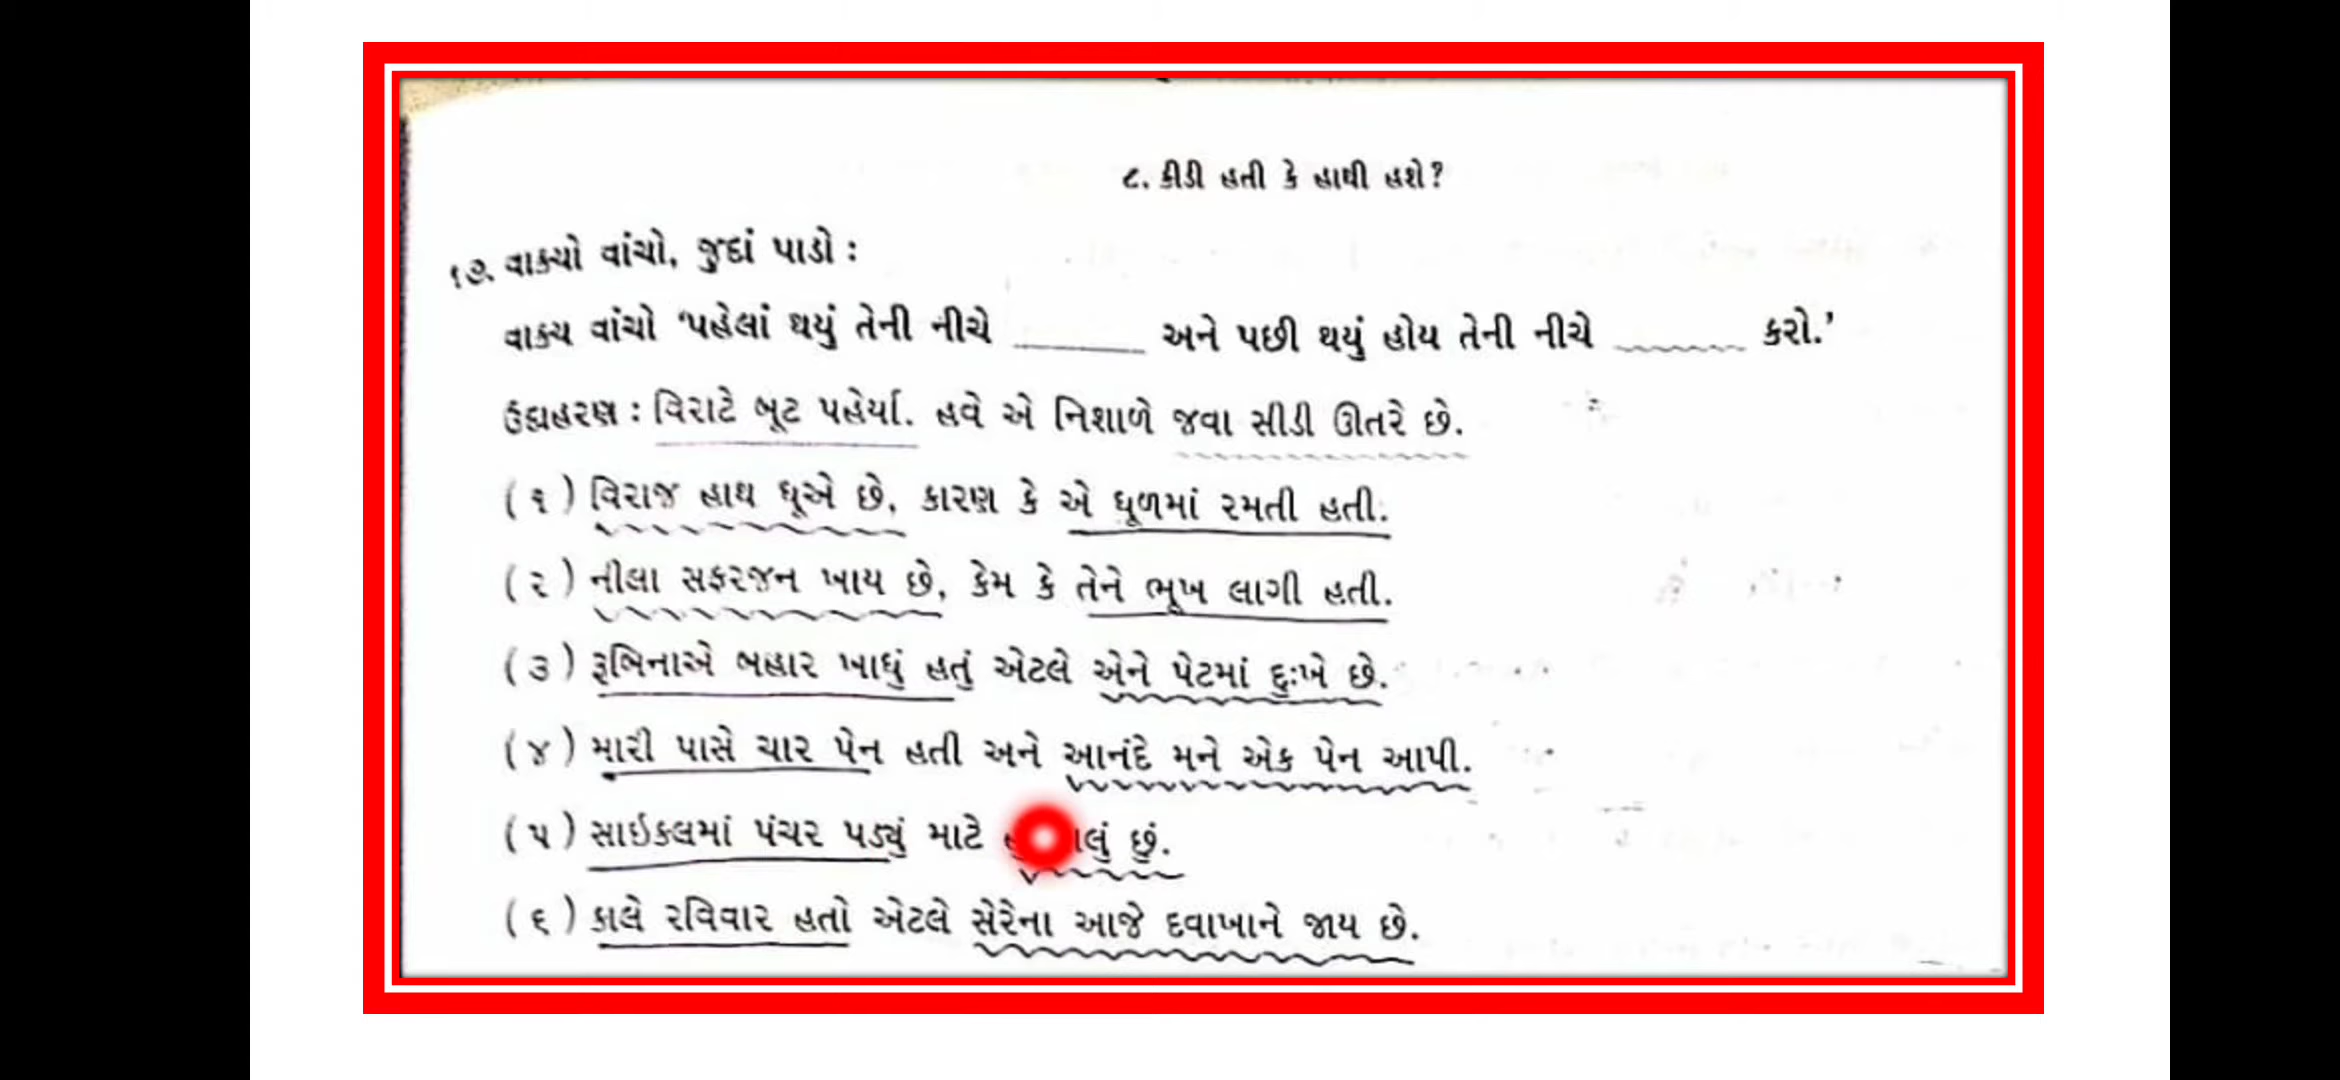 ૮. કીડી હતી કે હાથી હશે?
૧૭. વાક્યો વાંચો, જુદાં પાડો :
વાક્ય વાંચો 'પહેલાં થયું તેની નીચે ______ અને પછી થયું હોય તેની નીચે ﹏﹏﹏ કરો.'
ઉદાહરણ : વિરાટે બૂટ પહેર્યા. હવે એ નિશાળે જવા સીડી ઊતરે છે.
(૧) વિરાજ હાથ ધૂએ છે, કારણ કે એ ધૂળમાં રમતી હતી.
(૨) નીલા સફરજન ખાય છે, કેમ કે તેને ભૂખ લાગી હતી.
(૩) રૂબિનાએ બહાર ખાધું હતું એટલે એને પેટમાં દુઃખે છે.
(૪) મારી પાસે ચાર પેન હતી અને આનંદે મને એક પેન આપી.
(૫) સાઇકલમાં પંચર પડ્યું માટે છું.
(૬) કાલે રવિવાર હતો એટલે સેરેના આજે દવાખાને જાય છે.